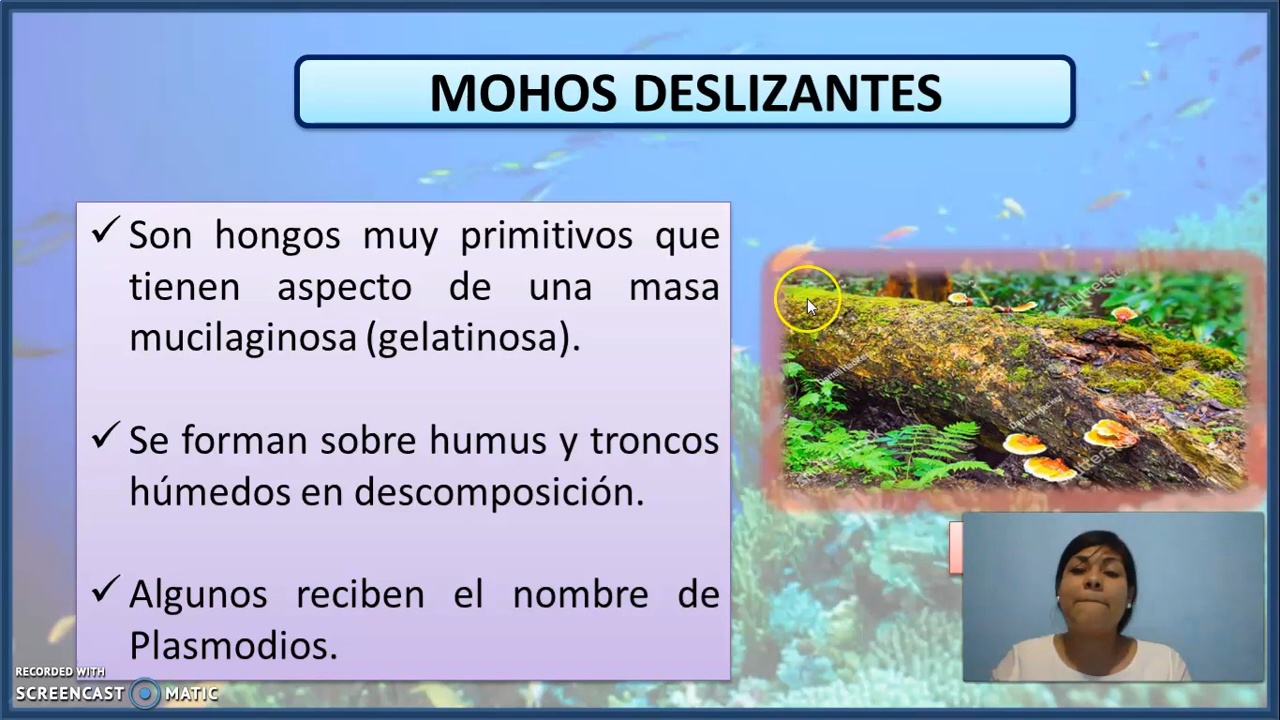 MOHOS DESLIZANTES
✓ Son hongos muy primitivos que
tienen aspecto de una masa
mucilaginosa (gelatinosa).
✓ Se forman sobre humus y troncos
húmedos en descomposición.
✓ Algunos reciben el nombre de
Plasmodios.
RECORDED WITH
SCREENCAST MATIC